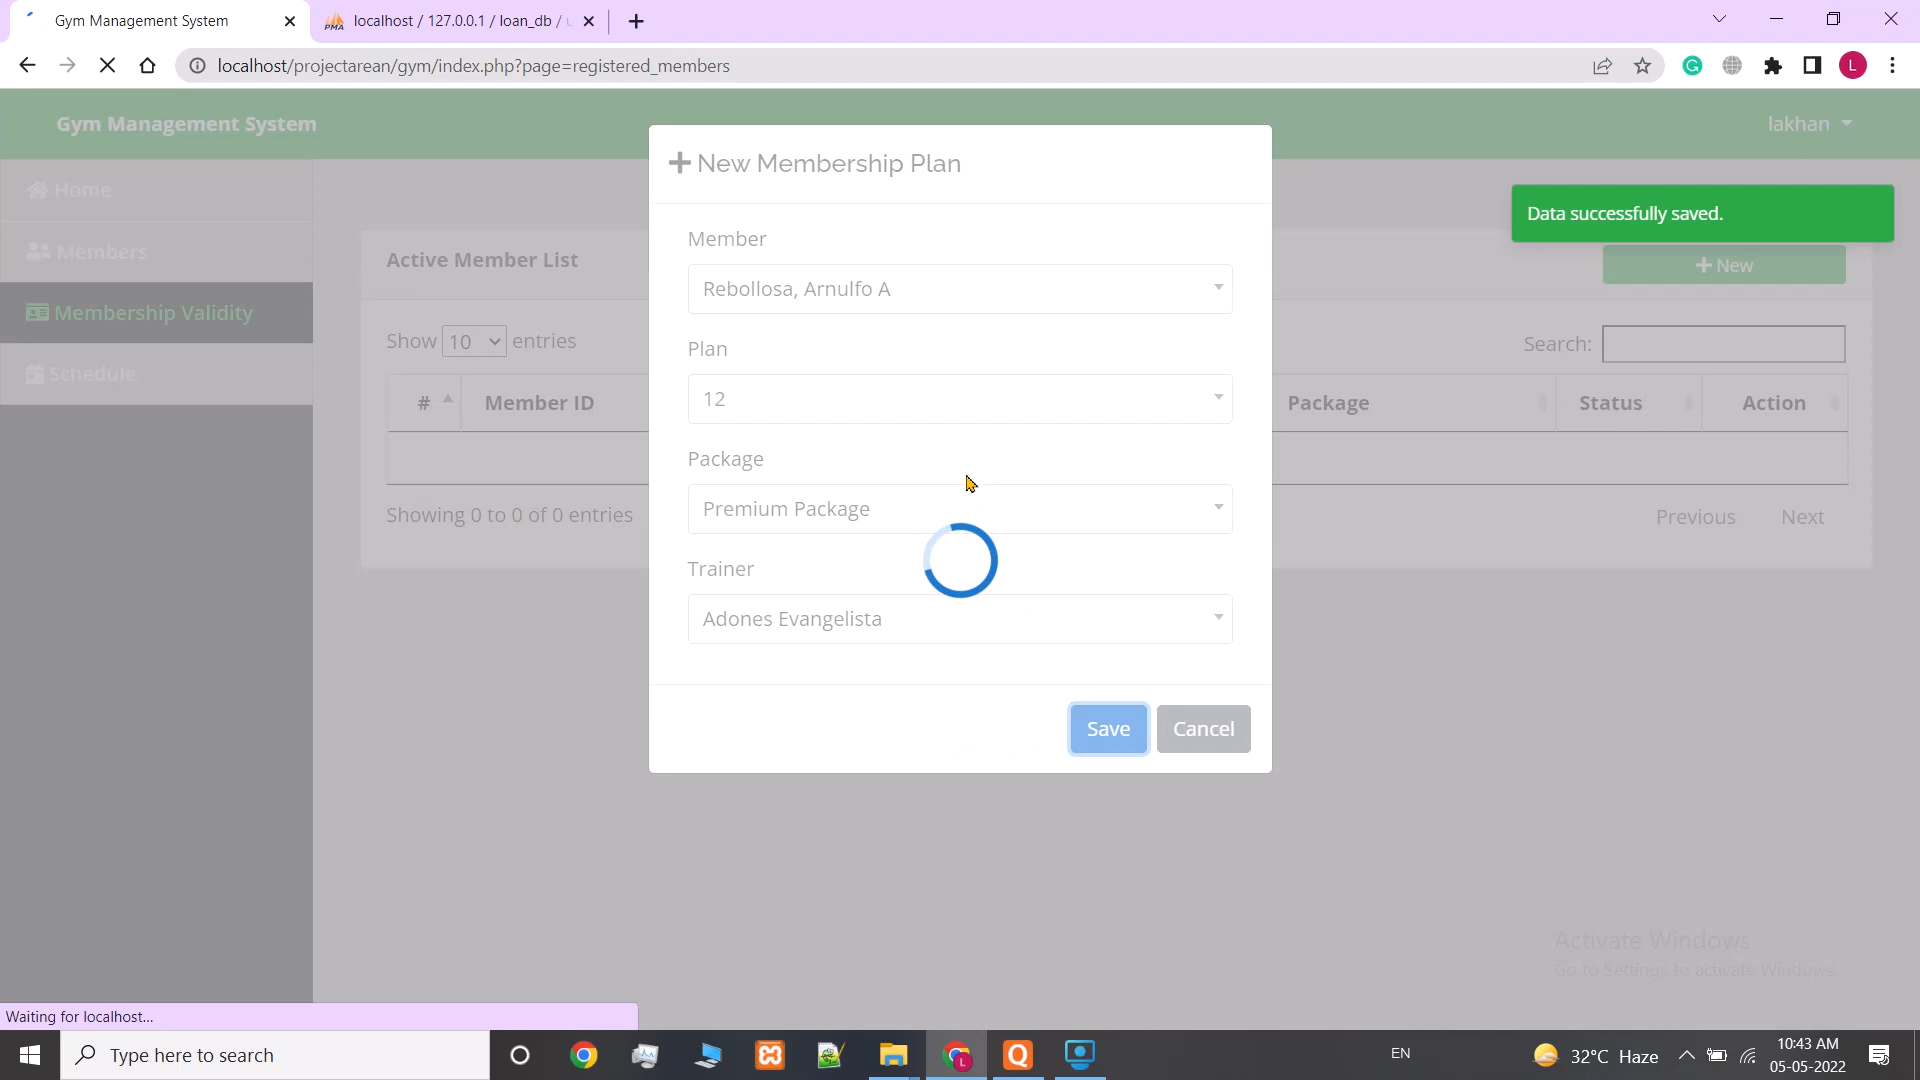 Gym Management System
localhost / 127.0.0.1 / loan_db /
localhost/projectarean/gym/index.php?page=registered_members
L
Gym Management System
lakhan
Home
Members
Membership Validity
Schedule
New Membership Plan
Member
Rebollosa, Arnulfo A
Plan
12
Package
Premium Package
Trainer
Adones Evangelista
Save Cancel
Data successfully saved.
Active Member List
New
Show 10 entries
Search:
# Member ID Package Status Action
Showing 0 to 0 of 0 entries
Previous Next
Activate Windows
Go to Settings to activate Windows.
Waiting for localhost...
Type here to search
EN
32°C Haze
10:43 AM
05-05-2022